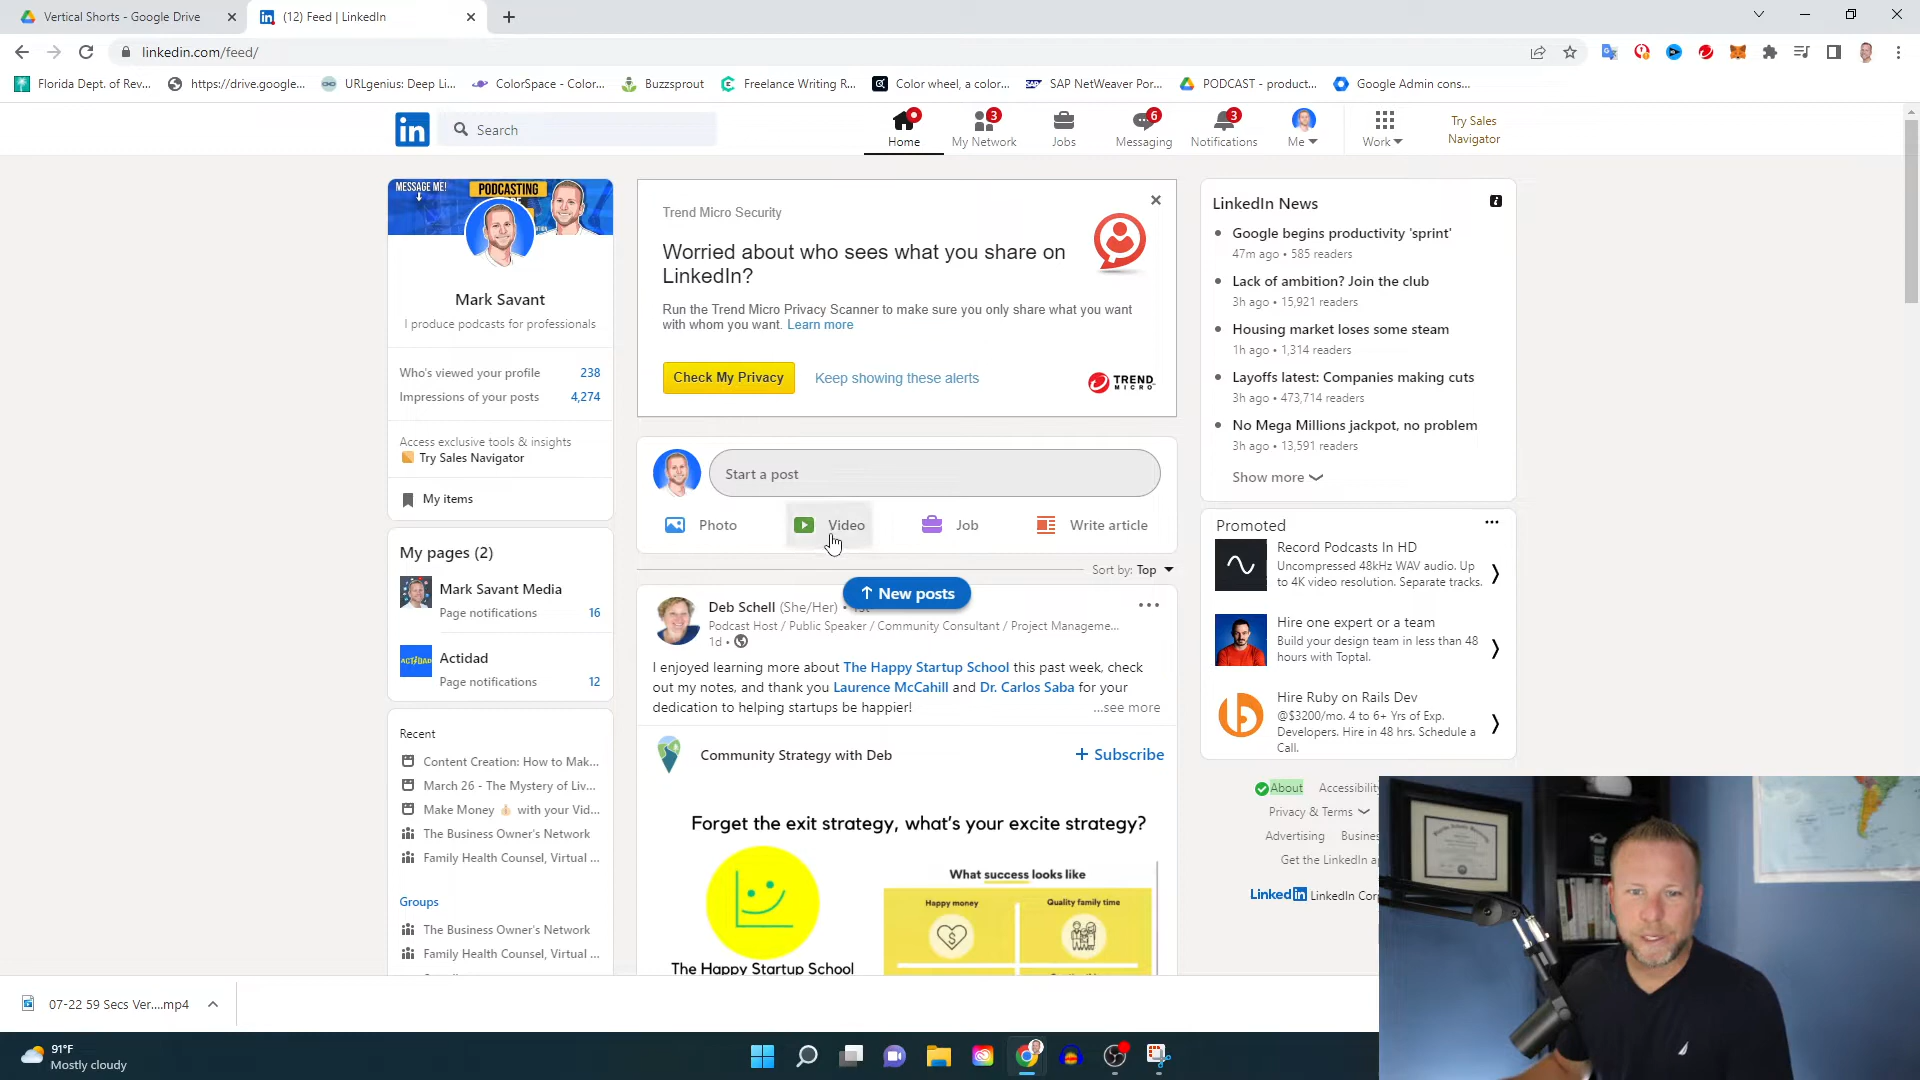 Vertical Shorts - Google Drive
(12) Feed | LinkedIn
linkedin.com/feed/
Florida Dept. of Rev...
https://drive.google...
URLgenius: Deep Li...
ColorSpace - Color...
Buzzsprout
Freelance Writing R...
Color wheel, a color...
SAP NetWeaver Por...
PODCAST - product...
Google Admin cons...
in
Search
Home
3
My Network
Jobs
6
Messaging
3
Notifications
Me
Work
Try Sales
Navigator
MESSAGE ME!
PODCASTING
Mark Savant
I produce podcasts for professionals
Who's viewed your profile 238
Impressions of your posts 4,274
Access exclusive tools & insights
Try Sales Navigator
My items
My pages (2)
Mark Savant Media
Page notifications 16
ACTIDAD
Actidad
Page notifications 12
Recent
Content Creation: How to Mak...
March 26 - The Mystery of Liv...
Make Money 👍 with your Vid...
The Business Owner's Network
Family Health Counsel, Virtual ...
Groups
The Business Owner's Network
Family Health Counsel, Virtual ...
Trend Micro Security
Worried about who sees what you share on
LinkedIn?
Run the Trend Micro Privacy Scanner to make sure you only share what you want
with whom you want. Learn more
Check My Privacy
Keep showing these alerts
TREND
MICRO
Start a post
Photo
Video
Job
Write article
Sort by: Top
↑ New posts
Deb Schell (She/Her) •
Podcast Host / Public Speaker / Community Consultant / Project Manageme...
1d •
I enjoyed learning more about The Happy Startup School this past week, check
out my notes, and thank you Laurence McCahill and Dr. Carlos Saba for your
dedication to helping startups be happier!
...see more
Community Strategy with Deb
+ Subscribe
Forget the exit strategy, what's your excite strategy?
What success looks like
Happy money
Quality family time
The Happy Startup School
LinkedIn News
Google begins productivity 'sprint'
47m ago • 585 readers
Lack of ambition? Join the club
3h ago • 15,921 readers
Housing market loses some steam
1h ago • 1,314 readers
Layoffs latest: Companies making cuts
3h ago • 473,714 readers
No Mega Millions jackpot, no problem
3h ago • 13,591 readers
Show more
Promoted
Record Podcasts In HD
Uncompressed 48kHz WAV audio. Up
to 4K video resolution. Separate tracks.
Hire one expert or a team
Build your design team in less than 48
hours with Toptal.
Hire Ruby on Rails Dev
@$3200/mo. 4 to 6+ Yrs of Exp.
Developers. Hire in 48 hrs. Schedule a
Call.
About
Accessibility
Privacy & Terms
Advertising
Busine
Get the LinkedIn a
LinkedIn LinkedIn Corp
07-22 59 Secs Ver....mp4
91°F
Mostly cloudy